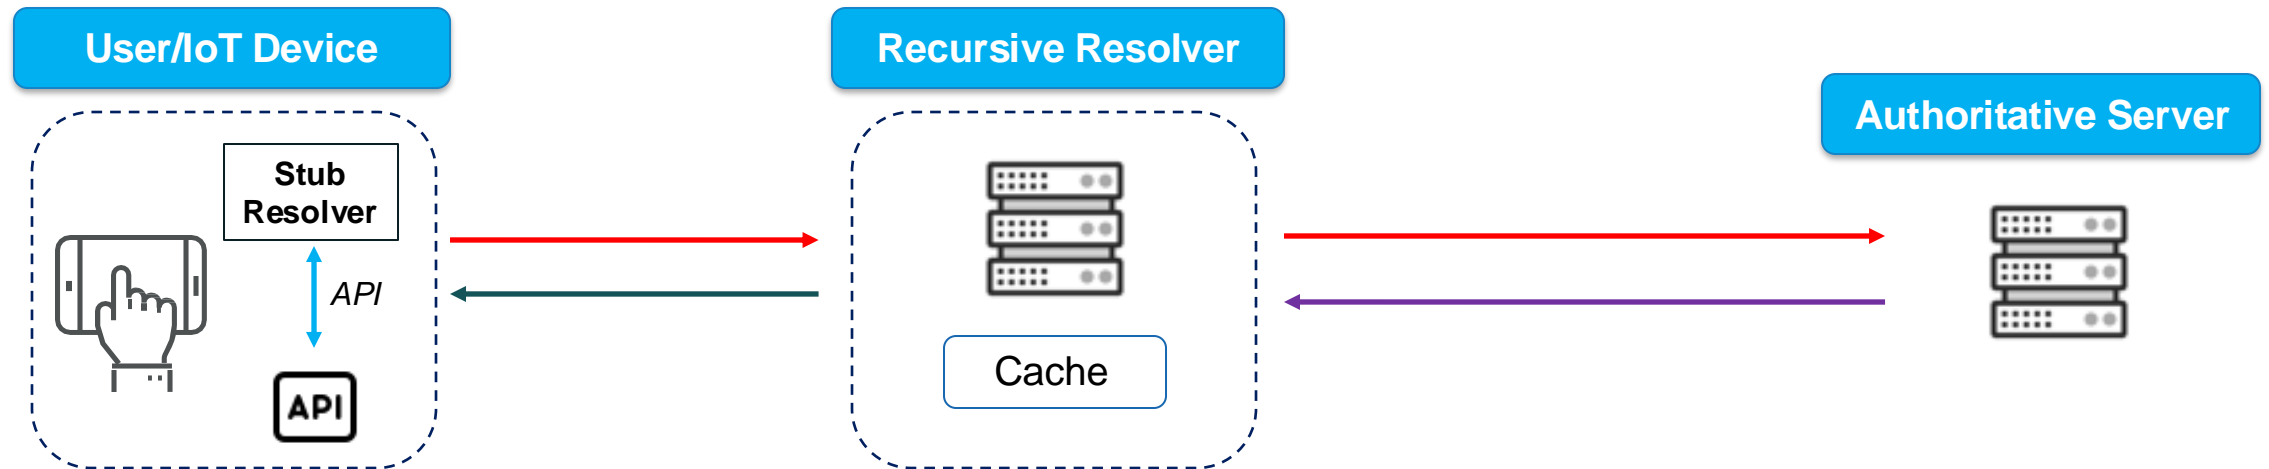 User/IoT Device
Recursive Resolver
Authoritative Server
Stub
Resolver
API
API
Cache